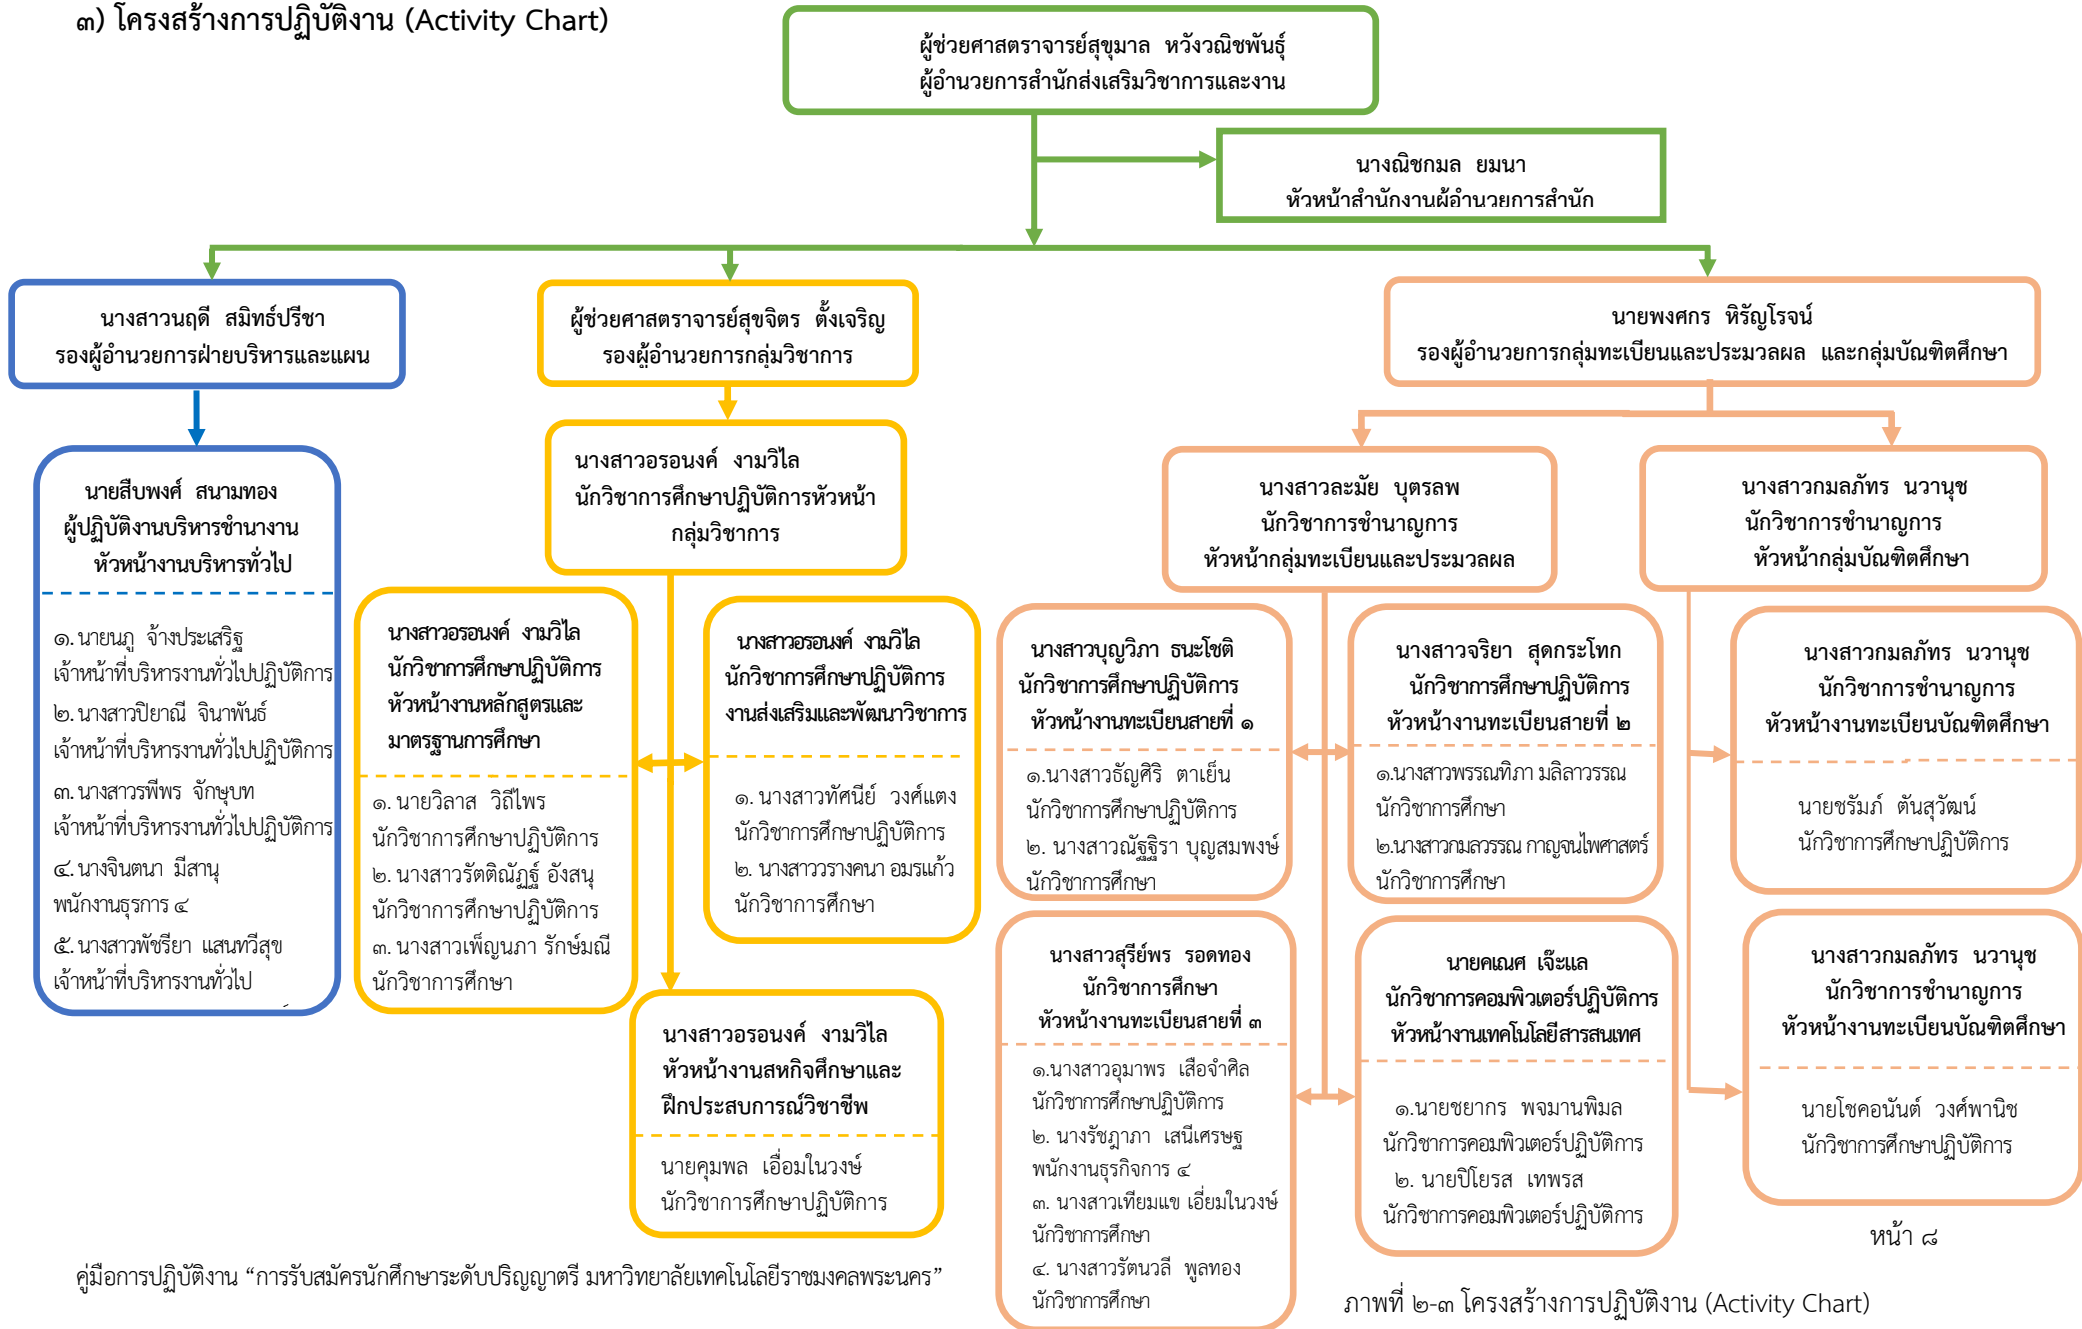 ๓) โครงสร้างการปฏิบัติงาน (Activity Chart)
ผู้ช่วยศาสตราจารย์สุขุมาล หวังวณิชพันธุ์
ผู้อำนวยการสำนักส่งเสริมวิชาการและงาน
นางณิชกมล ยมนา
หัวหน้าสำนักงานผู้อำนวยการสำนัก
นางสาวนฤดี สมิทธ์ปรีชา
รองผู้อำนวยการฝ่ายบริหารและแผน
ผู้ช่วยศาสตราจารย์สุขจิตร ตั้งเจริญ
รองผู้อำนวยการกลุ่มวิชาการ
นายพงศกร หิรัญโรจน์
รองผู้อำนวยการกลุ่มทะเบียนและประมวลผล และกลุ่มบัณฑิตศึกษา
นายสืบพงศ์ สนามทอง
ผู้ปฏิบัติงานบริหารชำนางาน
หัวหน้างานบริหารทั่วไป
๑. นายนภู จ้างประเสริฐ
เจ้าหน้าที่บริหารงานทั่วไปปฏิบัติการ
๒. นางสาวปิยาณี จินาพันธ์
เจ้าหน้าที่บริหารงานทั่วไปปฏิบัติการ
๓. นางสาวรพีพร จักษุบท
เจ้าหน้าที่บริหารงานทั่วไปปฏิบัติการ
๔. นางจินตนา มีสานุ
พนักงานธุรการ ๔
๕. นางสาวพัชรียา แสนทวีสุข
เจ้าหน้าที่บริหารงานทั่วไป
นางสาวอรอนงค์ งามวิไล
นักวิชาการศึกษาปฏิบัติการหัวหน้า
กลุ่มวิชาการ
นางสาวอรอนงค์ งามวิไล
นักวิชาการศึกษาปฏิบัติการ
หัวหน้างานหลักสูตรและ
มาตรฐานการศึกษา
๑. นายวิลาส วิถีไพร
นักวิชาการศึกษาปฏิบัติการ
๒. นางสาวรัตติณัฏฐ์ อังสนุ
นักวิชาการศึกษาปฏิบัติการ
๓. นางสาวเพ็ญนภา รักษ์มณี
นักวิชาการศึกษา
นางสาวอรอนงค์ งามวิไล
นักวิชาการศึกษาปฏิบัติการ
งานส่งเสริมและพัฒนาวิชาการ
๑. นางสาวทัศนีย์ วงศ์แตง
นักวิชาการศึกษาปฏิบัติการ
๒. นางสาววรางคนา อมรแก้ว
นักวิชาการศึกษา
นางสาวอรอนงค์ งามวิไล
หัวหน้างานสหกิจศึกษาและ
ฝึกประสบการณ์วิชาชีพ
นายคุมพล เอี่อมในวงษ์
นักวิชาการศึกษาปฏิบัติการ
นางสาวละมัย บุตรลพ
นักวิชาการชำนาญการ
หัวหน้ากลุ่มทะเบียนและประมวลผล
นางสาวกมลภัทร นวานุช
นักวิชาการชำนาญการ
หัวหน้ากลุ่มบัณฑิตศึกษา
นางสาวบุญวิภา ธนะโชติ
นักวิชาการศึกษาปฏิบัติการ
หัวหน้างานทะเบียนสายที่ ๑
๑.นางสาวธัญศิริ ตาเย็น
นักวิชาการศึกษาปฏิบัติการ
๒. นางสาวณัฐฐิรา บุญสมพงษ์
นักวิชาการศึกษา
นางสาวจริยา สุดกระโทก
นักวิชาการศึกษาปฏิบัติการ
หัวหน้างานทะเบียนสายที่ ๒
๑.นางสาวพรรณทิภา มลิลาวรรณ
นักวิชาการศึกษา
๒.นางสาวกมลวรรณ กาญจนไพศาสตร์
นักวิชาการศึกษา
นางสาวกมลภัทร นวานุช
นักวิชาการชำนาญการ
หัวหน้างานทะเบียนบัณฑิตศึกษา
นายชรัมภ์ ตันสุวัฒน์
นักวิชาการศึกษาปฏิบัติการ
นางสาวสุรีย์พร รอดทอง
นักวิชาการศึกษา
หัวหน้างานทะเบียนสายที่ ๓
๑.นางสาวอุมาพร เสือจำศิล
นักวิชาการศึกษาปฏิบัติการ
๒. นางรัชฎาภา เสนีเศรษฐ
พนักงานธุรกิจการ ๔
๓. นางสาวเทียมแข เอี่ยมในวงษ์
นักวิชาการศึกษา
๔. นางสาวรัตนวลี พูลทอง
นักวิชาการศึกษา
นายคเณศ เจ๊ะแล
นักวิชาการคอมพิวเตอร์ปฏิบัติการ
หัวหน้างานเทคโนโลยีสารสนเทศ
๑.นายชยากร พจมานพิมล
นักวิชาการคอมพิวเตอร์ปฏิบัติการ
๒. นายปิโยรส เทพรส
นักวิชาการคอมพิวเตอร์ปฏิบัติการ
นางสาวกมลภัทร นวานุช
นักวิชาการชำนาญการ
หัวหน้างานทะเบียนบัณฑิตศึกษา
นายโชคอนันต์ วงศ์พานิช
นักวิชาการศึกษาปฏิบัติการ
หน้า ๘
คู่มือการปฏิบัติงาน “การรับสมัครนักศึกษาระดับปริญญาตรี มหาวิทยาลัยเทคโนโลยีราชมงคลพระนคร”
ภาพที่ ๒-๓ โครงสร้างการปฏิบัติงาน (Activity Chart)